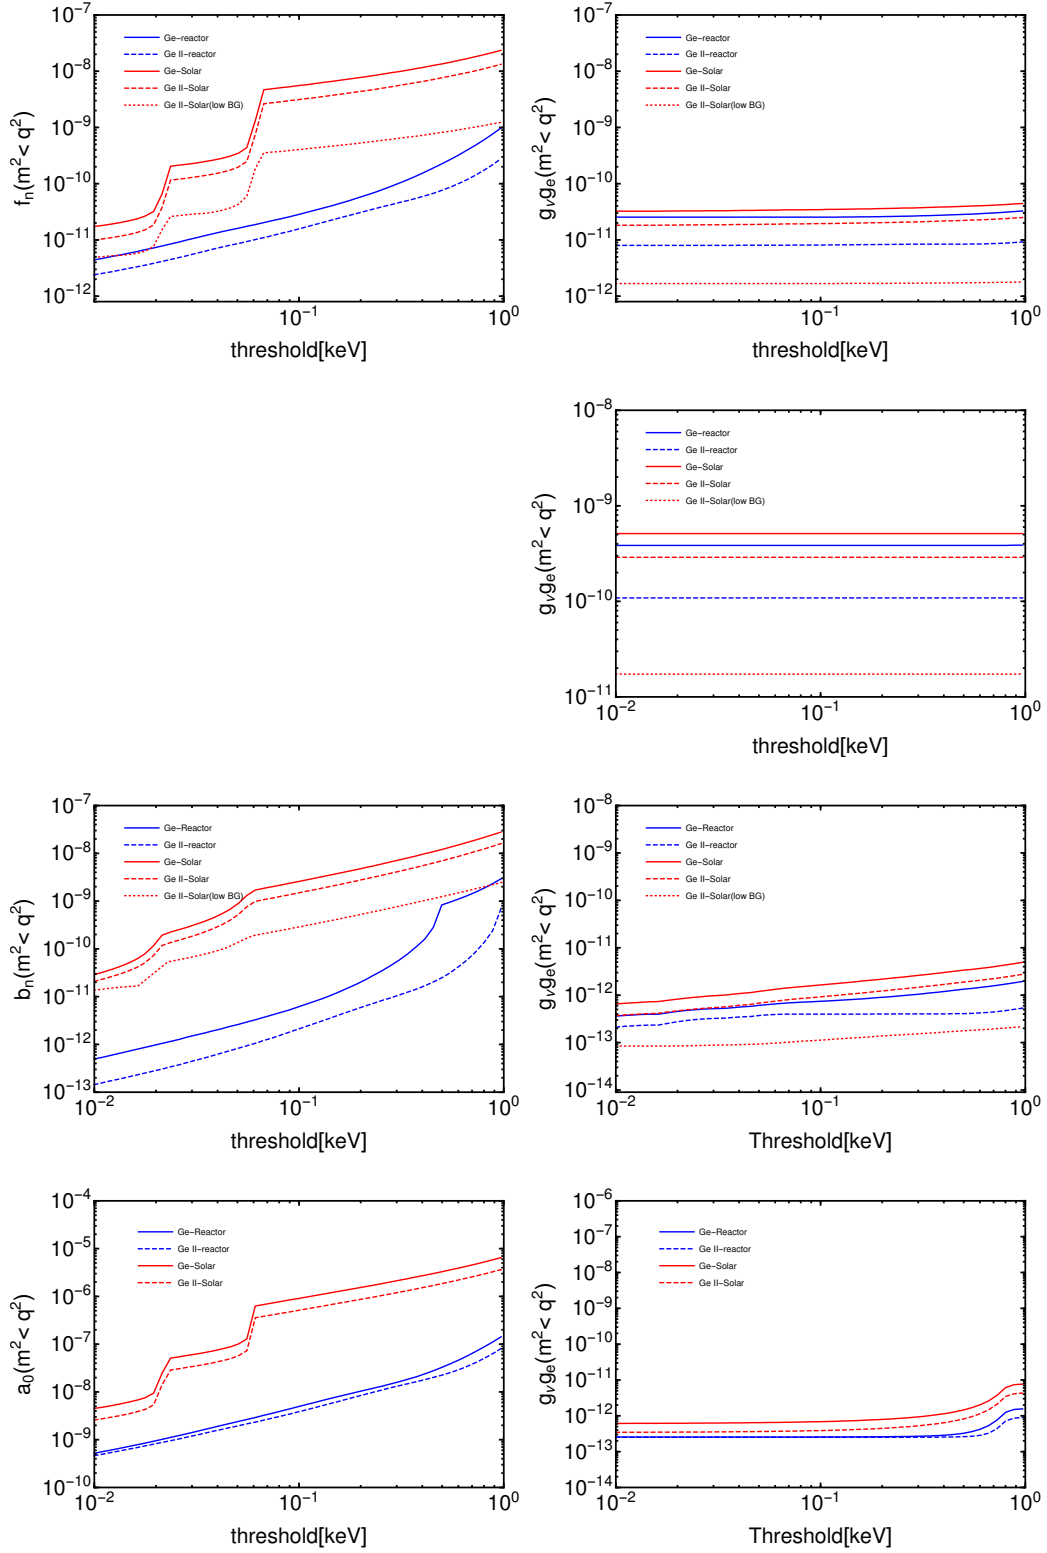 10^-7
10^-8
10^-9
10^-10
10^-11
10^-12
f_n(m^2< q^2)
Ge-reactor
Ge II-reactor
Ge-Solar
Ge II-Solar
Ge II-Solar(low BG)
10^-1
10^0
threshold[keV]
10^-7
10^-8
10^-9
10^-10
10^-11
10^-12
g_νg_e(m^2< q^2)
Ge-reactor
Ge II-reactor
Ge-Solar
Ge II-Solar
Ge II-Solar(low BG)
10^-1
10^0
threshold[keV]
10^-8
10^-9
10^-10
10^-11
g_νg_e(m^2< q^2)
Ge-reactor
Ge II-reactor
Ge-Solar
Ge II-Solar
Ge II-Solar(low BG)
10^-2
10^-1
10^0
threshold[keV]
10^-7
10^-8
10^-9
10^-10
10^-11
10^-12
10^-13
b_n(m^2< q^2)
Ge-Reactor
Ge II-reactor
Ge-Solar
Ge II-Solar
Ge II-Solar(low BG)
10^-2
10^-1
10^0
threshold[keV]
10^-8
10^-9
10^-10
10^-11
10^-12
10^-13
10^-14
g_νg_e(m^2< q^2)
Ge-Reactor
Ge II-reactor
Ge-Solar
Ge II-Solar
Ge II-Solar(low BG)
10^-2
10^-1
10^0
Threshold[keV]
10^-4
10^-5
10^-6
10^-7
10^-8
10^-9
10^-10
a_0(m^2< q^2)
Ge-Reactor
Ge II-reactor
Ge-Solar
Ge II-Solar
10^-2
10^-1
10^0
threshold[keV]
10^-6
10^-7
10^-8
10^-9
10^-10
10^-11
10^-12
10^-13
10^-14
g_νg_e(m^2< q^2)
Ge-Reactor
Ge II-reactor
Ge-Solar
Ge II-Solar
10^-2
10^-1
10^0
Threshold[keV]